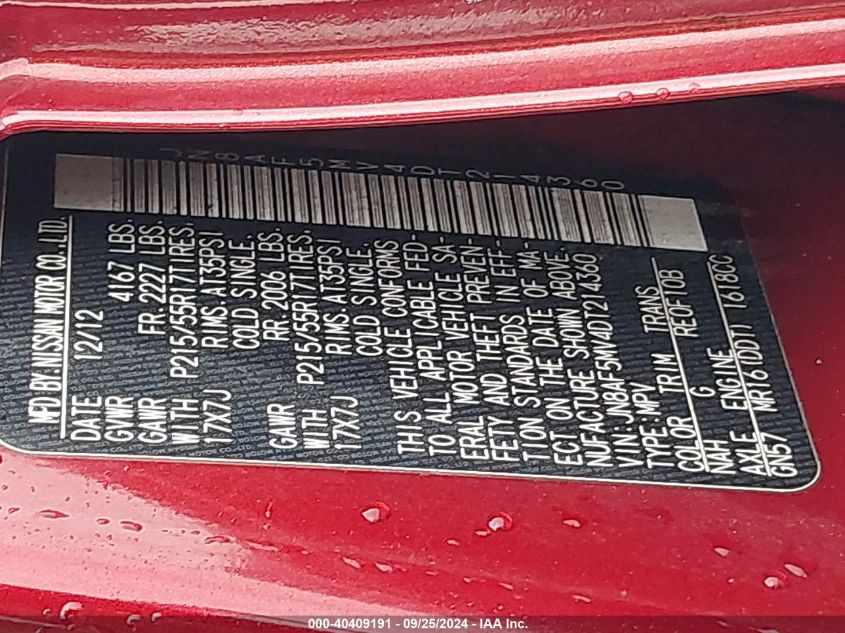 JN8AF5MV4DT214360
MFD BY:NISSAN MOTOR CO.,LTD.
DATE 12/12
GVWR 4167 LBS.
GAWR FR.2227 LBS.
WITH P215/55R17TIRES.
17X7J RIMS.AT35PSI
COLD SINGLE.
GAWR RR.2006 LBS.
WITH P215/55R17TIRES.
17X7J RIMS.AT35PSI
COLD SINGLE.
THIS VEHICLE CONFORMS
TO ALL APPLICABLE FED-
ERAL MOTOR VEHICLE SA-
FETY AND THEFT PREVEN-
TION STANDARDS IN EFF-
ECT ON THE DATE OF MA-
NUFACTURE SHOWN ABOVE.
VIN:JN8AF5MV4DT214360
TYPE:MPV
COLOR TRIM TRANS
NAH G RE0F10B
AXLE ENGINE
GN57 MR16(DDT) 1618CC
000-40409191 - 09/25/2024 - IAA Inc.